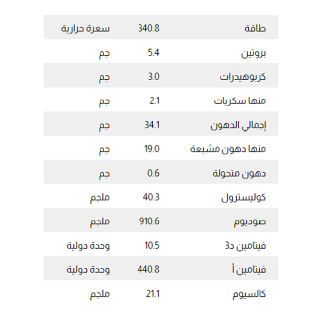 طاقة 340.8 سعرة حرارية
بروتين 5.4 جم
كربوهيدرات 3.0 جم
منها سكريات 2.1 جم
إجمالي الدهون 34.1 جم
منها دهون مشبعة 19.0 جم
دهون متحولة 0.6 جم
كوليسترول 40.3 ملجم
صوديوم 910.6 ملجم
فيتامين د3 10.5 وحدة دولية
فيتامين أ 440.8 وحدة دولية
كالسيوم 21.1 ملجم